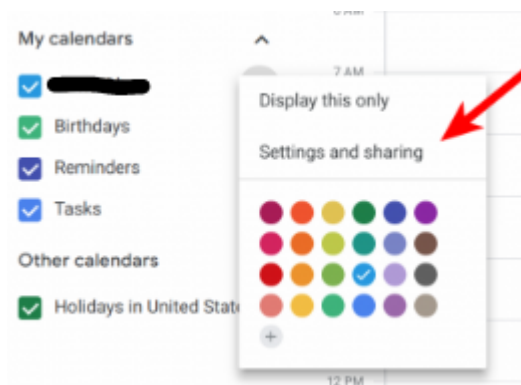 My calendars
7 AM
Display this only
Birthdays
Settings and sharing
Reminders
Tasks
Other calendars
Holidays in United State
12 PM